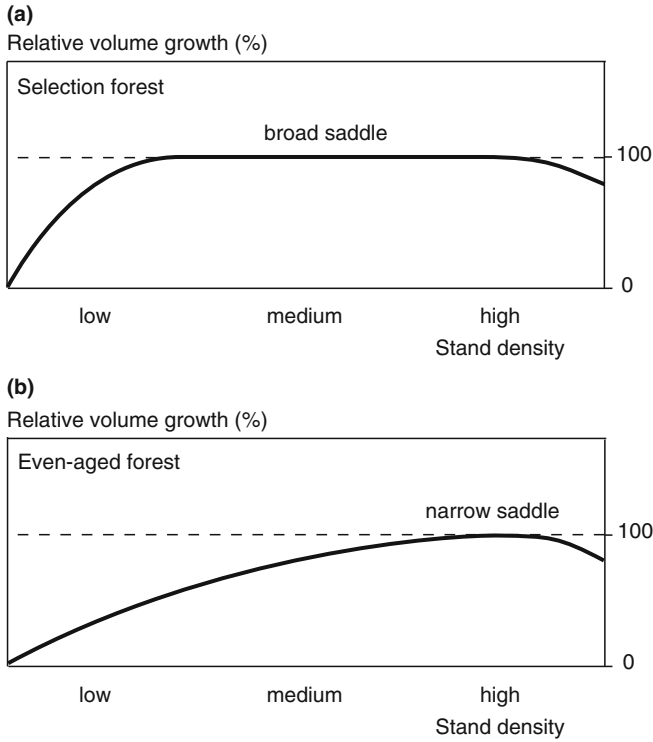 (a)
Relative volume growth (%)
Selection forest
broad saddle
100
0
low medium high
Stand density
(b)
Relative volume growth (%)
Even-aged forest
narrow saddle
100
0
low medium high
Stand density